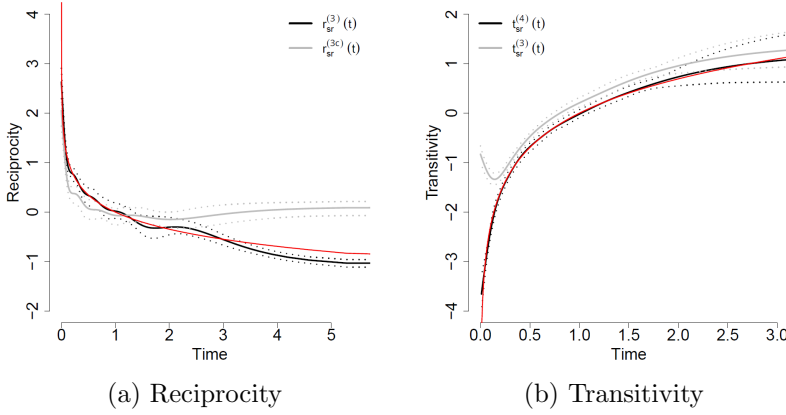 4
3
2
1
0
−1
−2
Reciprocity
0
1
2
3
4
5
Time
r_sr^(3)(t)
r_sr^(3c)(t)
(a) Reciprocity
2
1
0
−1
−2
−3
−4
Transitivity
0.0
0.5
1.0
1.5
2.0
2.5
3.0
Time
t_sr^(4)(t)
t_sr^(3)(t)
(b) Transitivity